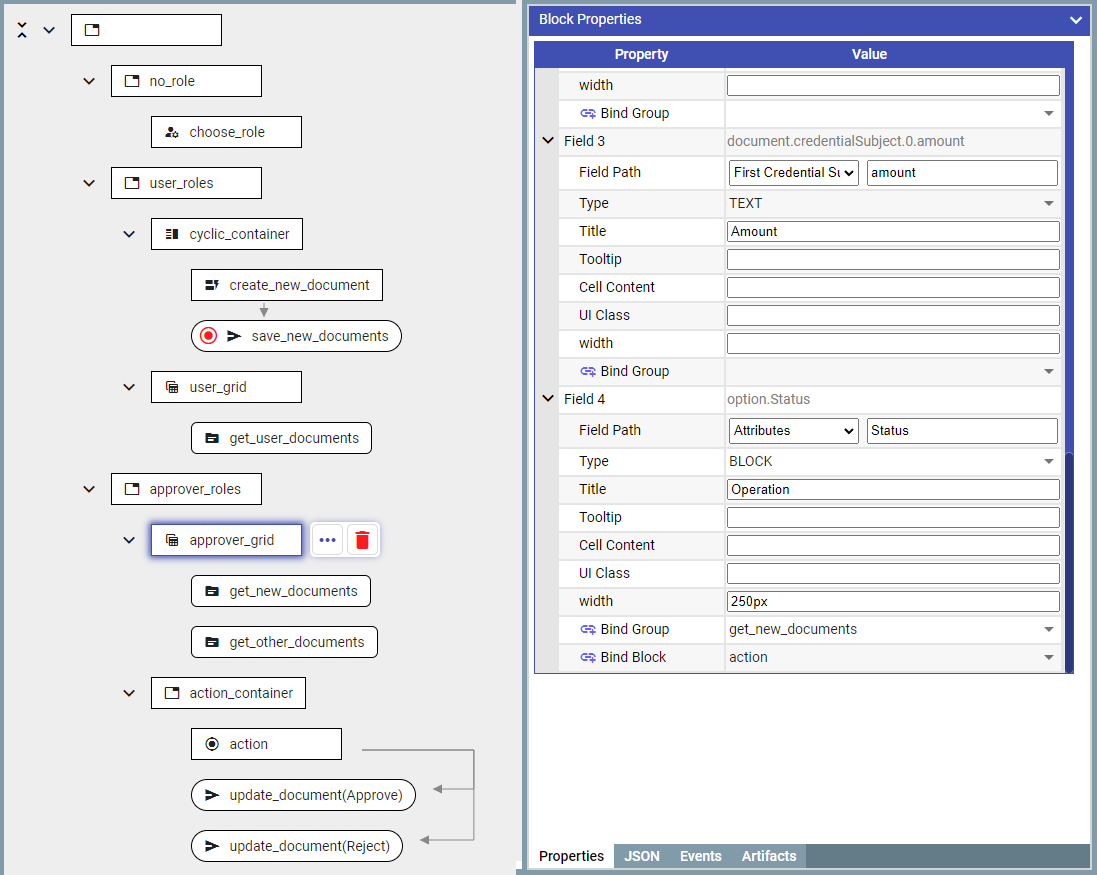 no_role
choose_role
user_roles
cyclic_container
create_new_document
save_new_documents
user_grid
get_user_documents
approver_roles
approver_grid
get_new_documents
get_other_documents
action_container
action
update_document(Approve)
update_document(Reject)
Block Properties
Property Value
width
Bind Group
Field 3 document.credentialSubject.0.amount
Field Path First Credential Su amount
Type TEXT
Title Amount
Tooltip
Cell Content
UI Class
width
Bind Group
Field 4 option.Status
Field Path Attributes Status
Type BLOCK
Title Operation
Tooltip
Cell Content
UI Class
width 250px
Bind Group get_new_documents
Bind Block action
Properties JSON Events Artifacts